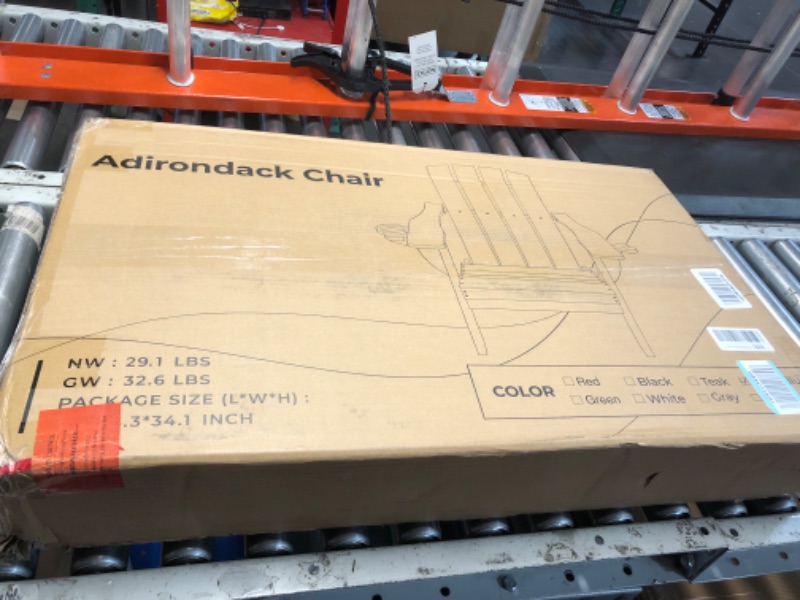 Adirondack Chair
NW : 29.1 LBS
GW : 32.6 LBS
PACKAGE SIZE (L*W*H) :
.3*34.1 INCH
COLOR
Red
Black
Teak
Green
White
Gray